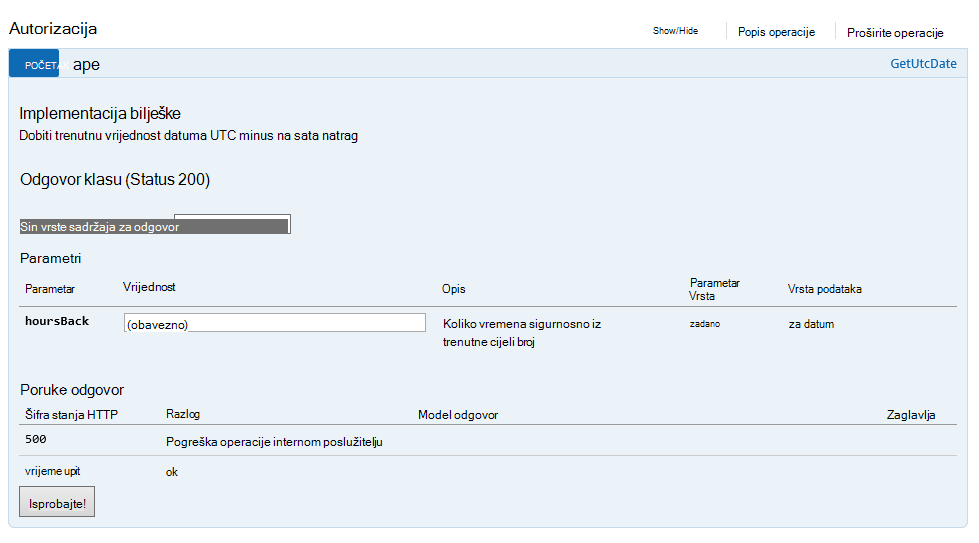 Autorizacija
Show/Hide
Popis operacije
Proširite operacije
POČETAK ape
GetUtcDate
Implementacija bilješke
Dobiti trenutnu vrijednost datuma UTC minus na sata natrag
Odgovor klasu (Status 200)
Sin vrste sadržaja za odgovor
Parametri
Parametar Vrijednost Opis Parametar Vrsta Vrsta podataka
hoursBack (obavezno) Koliko vremena sigurnosno iz zadano za datum
trenutne cijeli broj
Poruke odgovor
Šifra stanja HTTP Razlog Model odgovor Zaglavlja
500 Pogreška operacije internom poslužitelju
vrijeme upit ok
Isprobajte!